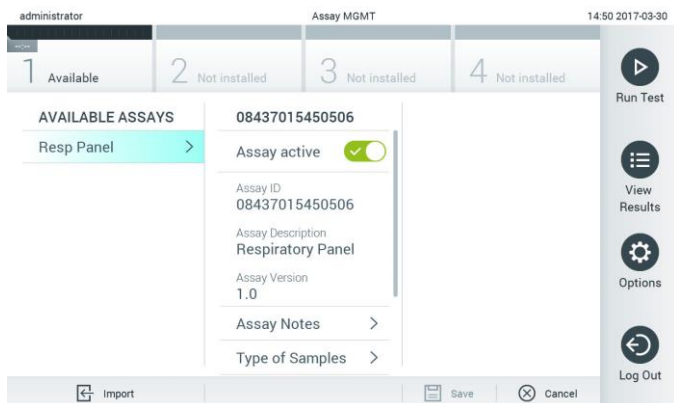 administrator Assay MGMT 14:50 2017-03-30
--:--
1 Available 2 Not installed 3 Not installed 4 Not installed
Run Test
AVAILABLE ASSAYS
Resp Panel
08437015450506
Assay active
Assay ID
08437015450506
Assay Description
Respiratory Panel
Assay Version
1.0
Assay Notes
Type of Samples
View
Results
Options
Log Out
Import Save Cancel